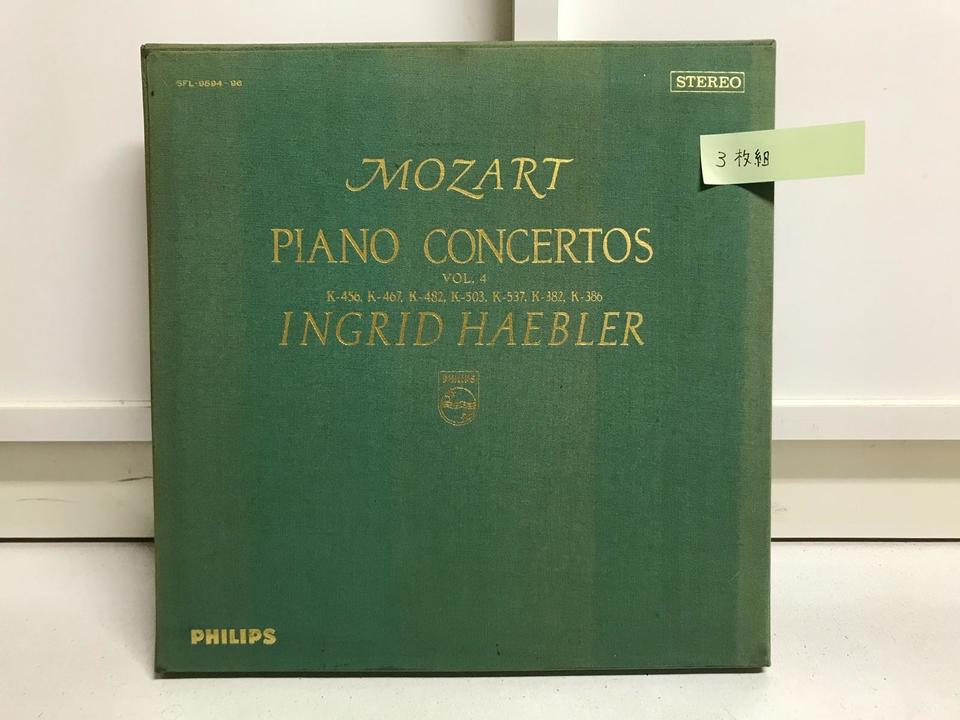 SFL-9594~96
STEREO
3枚組
MOZART
PIANO CONCERTOS
VOL. 4
K-456, K-467, K-482, K-503, K-537, K-382, K-386
INGRID HAEBLER
PHILIPS
PHILIPS